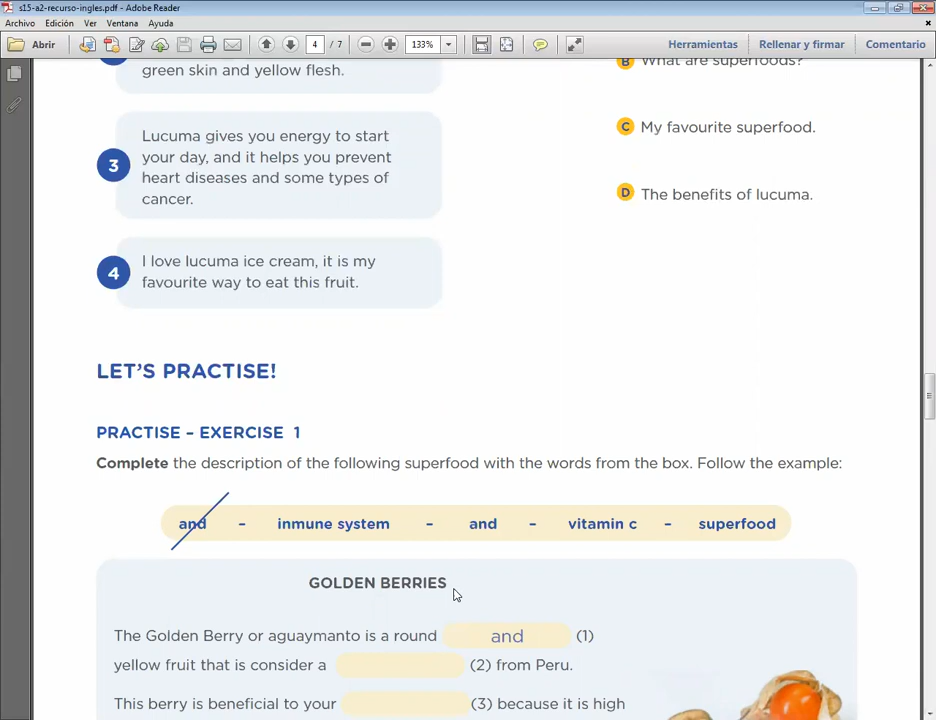 s15-a2-recurso-ingles.pdf - Adobe Reader
Archivo Edición Ver Ventana Ayuda
Abrir 4 / 7 133% Herramientas Rellenar y firmar Comentario
green skin and yellow flesh.
B What are superfoods?
3 Lucuma gives you energy to start
your day, and it helps you prevent
heart diseases and some types of
cancer.
C My favourite superfood.
D The benefits of lucuma.
4 I love lucuma ice cream, it is my
favourite way to eat this fruit.
LET'S PRACTISE!
PRACTISE – EXERCISE 1
Complete the description of the following superfood with the words from the box. Follow the example:
and – inmune system – and – vitamin c – superfood
GOLDEN BERRIES
The Golden Berry or aguaymanto is a round and (1)
yellow fruit that is consider a (2) from Peru.
This berry is beneficial to your (3) because it is high